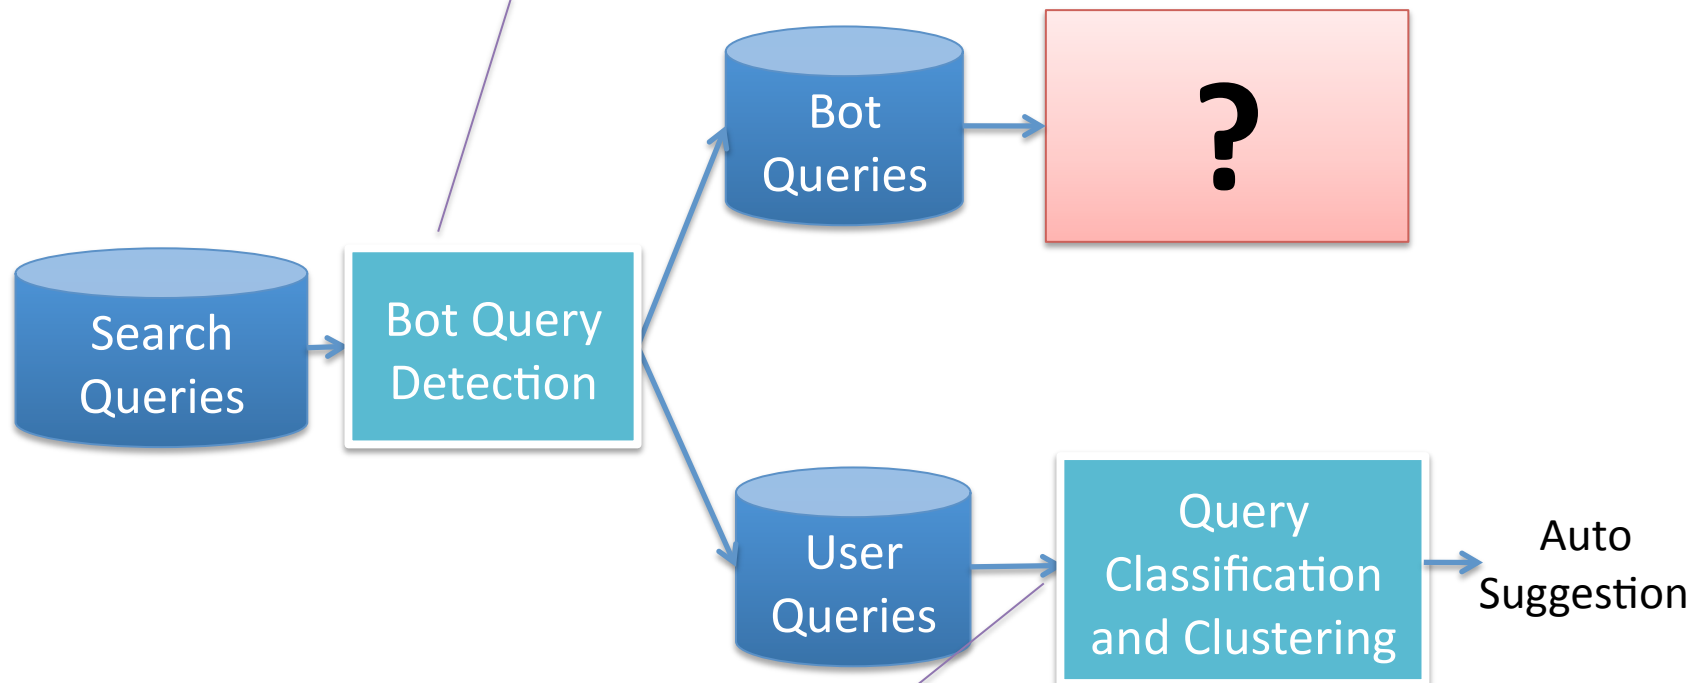 Bot
Queries
?
Search
Queries
Bot Query
Detection
User
Queries
Query
Classification
and Clustering
Auto
Suggestion